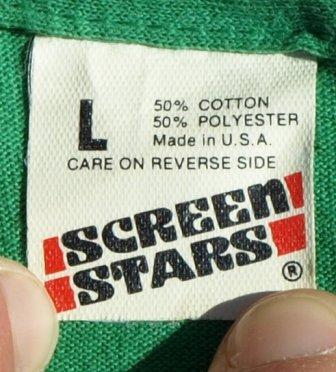 L
50% COTTON
50% POLYESTER
Made in U.S.A.
CARE ON REVERSE SIDE
SCREEN
STARS
®